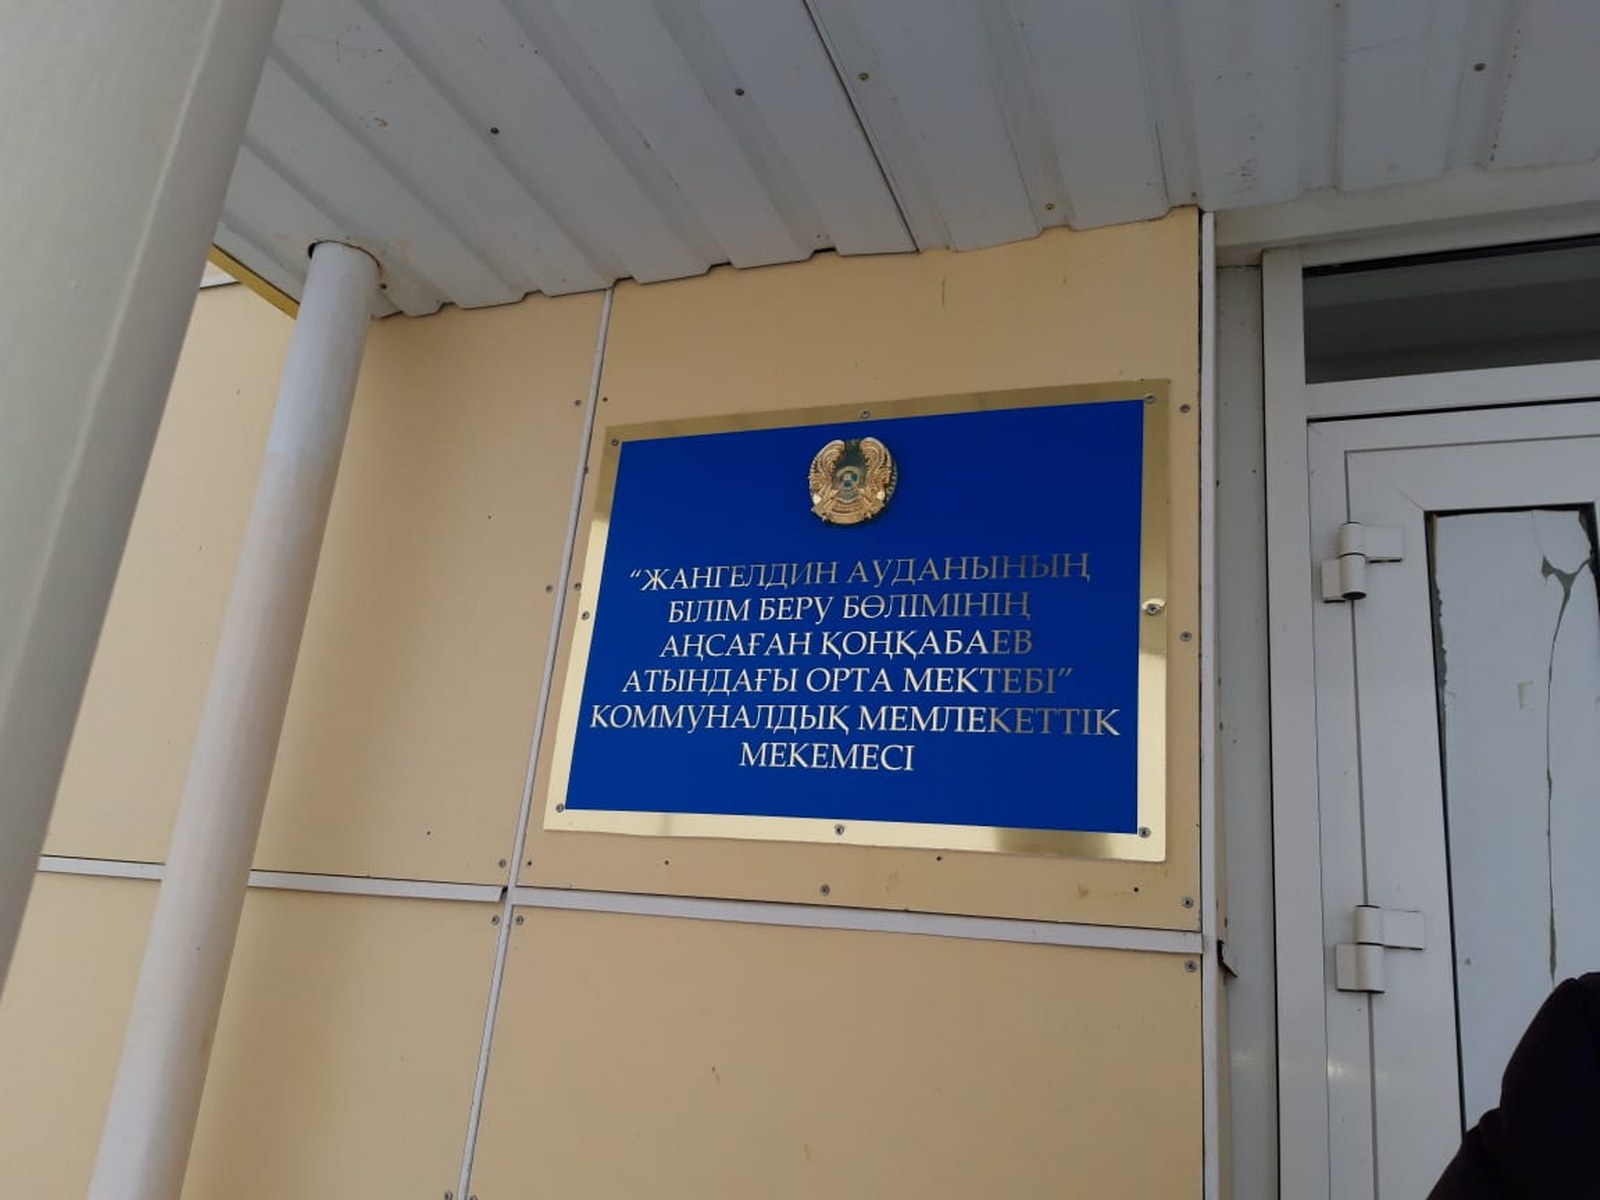 “ЖАНГЕЛДИН АУДАНЫНЫҢ
БІЛІМ БЕРУ БӨЛІМІНІҢ
АҢСАҒАН ҚОҢҚАБАЕВ
АТЫНДАҒЫ ОРТА МЕКТЕБІ”
КОММУНАЛДЫҚ МЕМЛЕКЕТТІК
МЕКЕМЕСІ